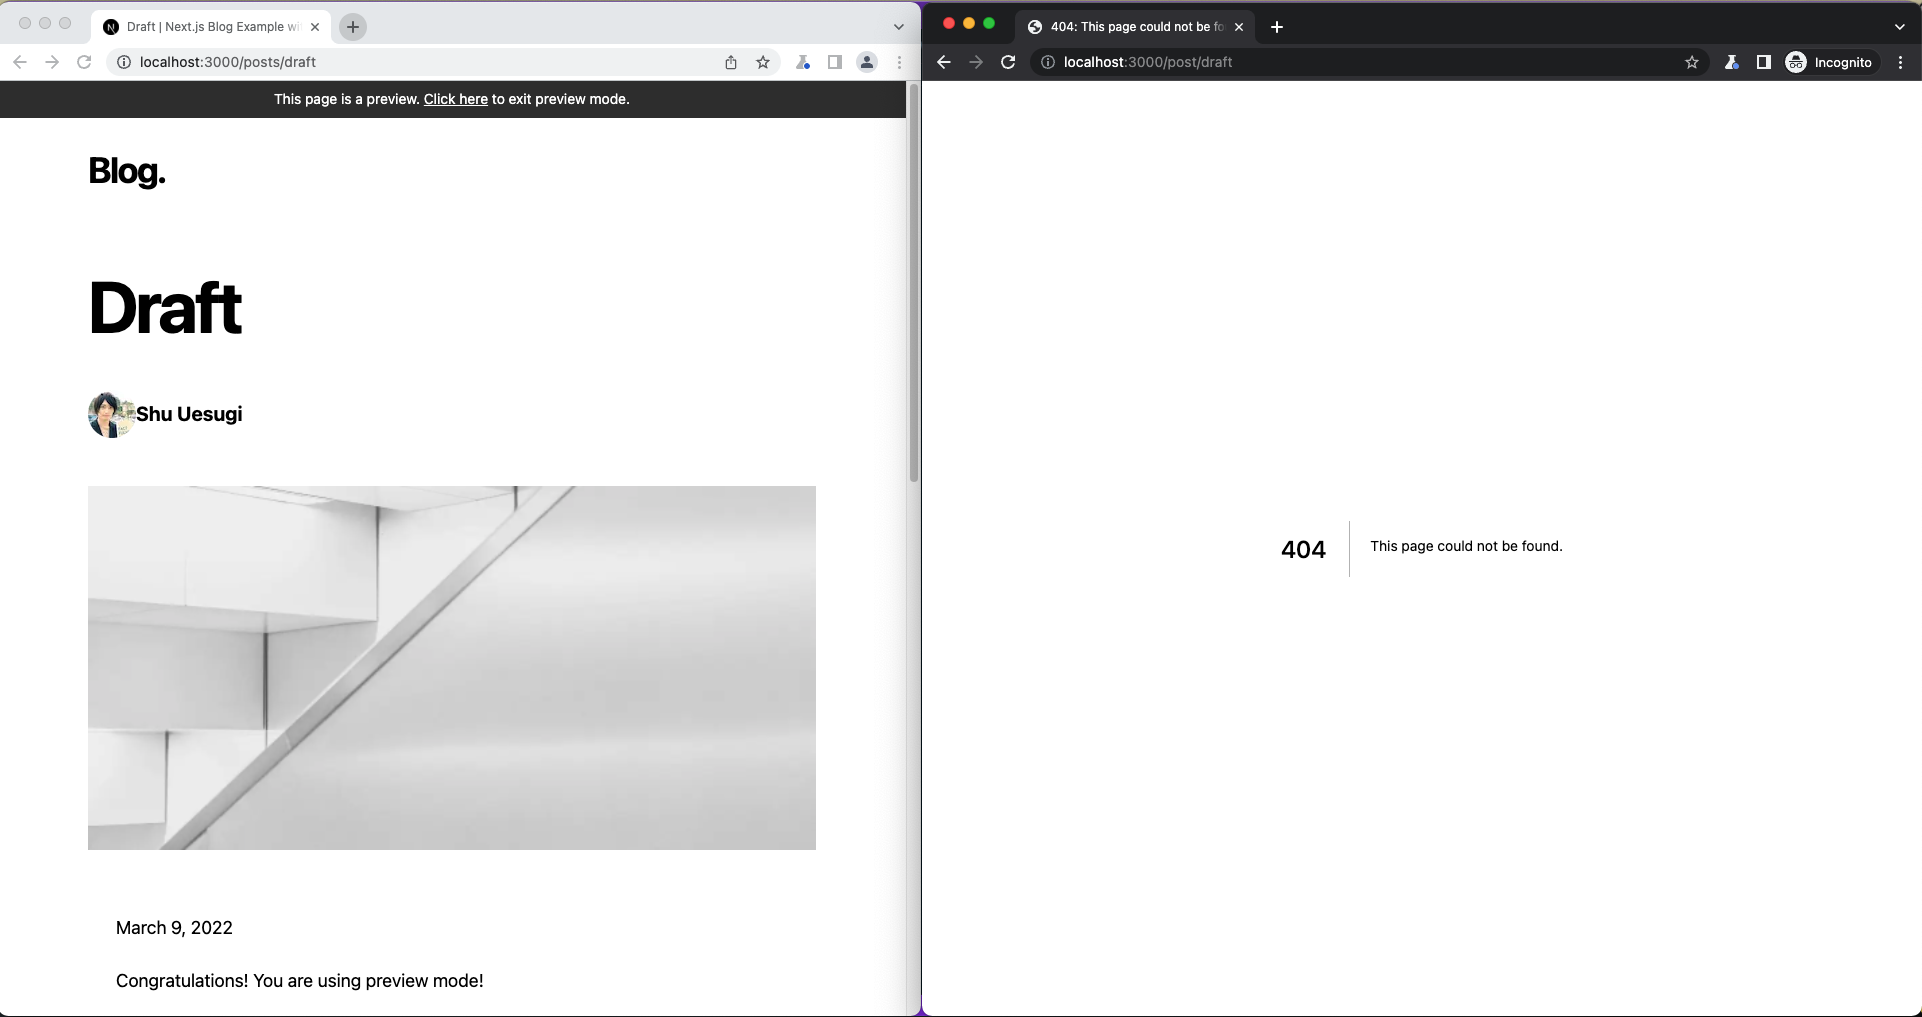 Draft | Next.js Blog Example wi
localhost:3000/posts/draft
This page is a preview. Click here to exit preview mode.
Blog.
Draft
Shu Uesugi
March 9, 2022
Congratulations! You are using preview mode!
404: This page could not be fo
localhost:3000/post/draft
Incognito
404
This page could not be found.